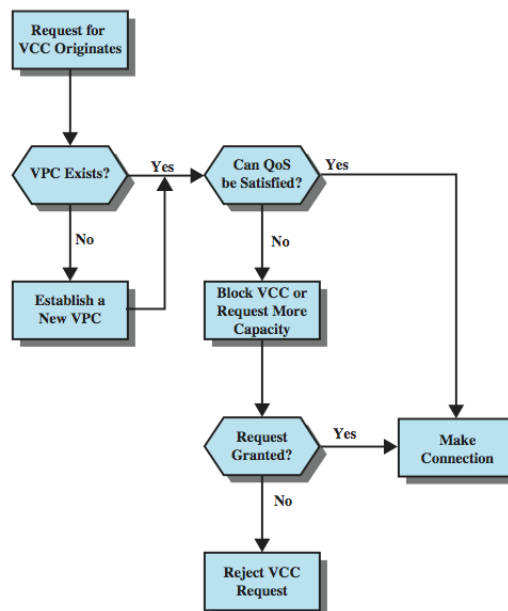 Request for
VCC Originates
VPC Exists?
Yes
Can QoS
be Satisfied?
Yes
No
No
Establish a
New VPC
Block VCC or
Request More
Capacity
Request
Granted?
Yes
Make
Connection
No
Reject VCC
Request